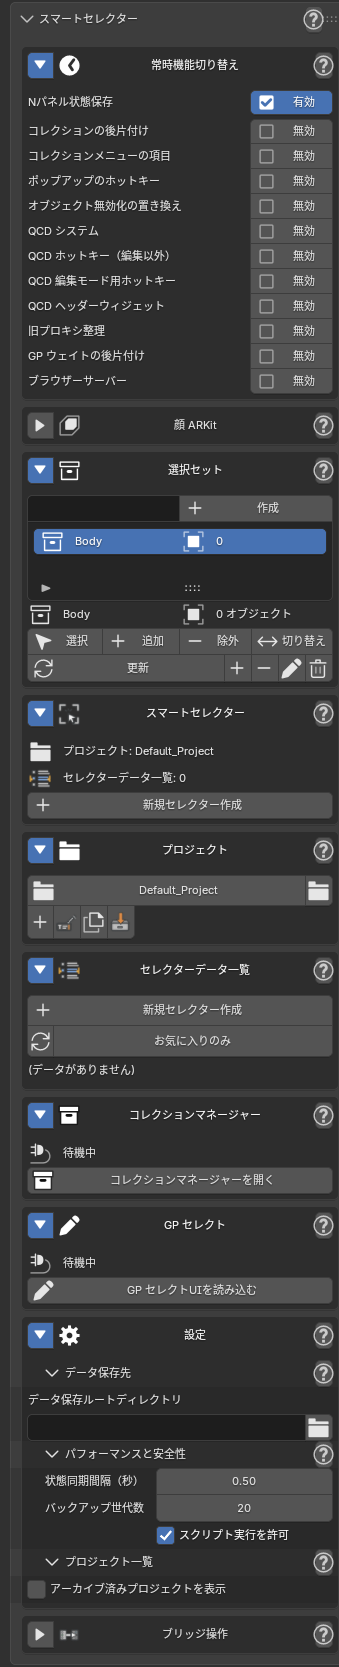 スマートセレクター
常時機能切り替え
Nパネル状態保存 有効
コレクションの後片付け 無効
コレクションメニューの項目 無効
ポップアップのホットキー 無効
オブジェクト無効化の置き換え 無効
QCD システム 無効
QCD ホットキー（編集以外） 無効
QCD 編集モード用ホットキー 無効
QCD ヘッダーウィジェット 無効
旧プロキシ整理 無効
GP ウェイトの後片付け 無効
ブラウザーサーバー 無効
顔 ARKit
選択セット
作成
Body 0
Body 0 オブジェクト
選択 追加 除外 切り替え
更新
スマートセレクター
プロジェクト: Default_Project
セレクターデータ一覧: 0
新規セレクター作成
プロジェクト
Default_Project
セレクターデータ一覧
新規セレクター作成
お気に入りのみ
(データがありません)
コレクションマネージャー
待機中
コレクションマネージャーを開く
GP セレクト
待機中
GP セレクトUIを読み込む
設定
データ保存先
データ保存ルートディレクトリ
パフォーマンスと安全性
状態同期間隔（秒） 0.50
バックアップ世代数 20
スクリプト実行を許可
プロジェクト一覧
アーカイブ済みプロジェクトを表示
ブリッジ操作